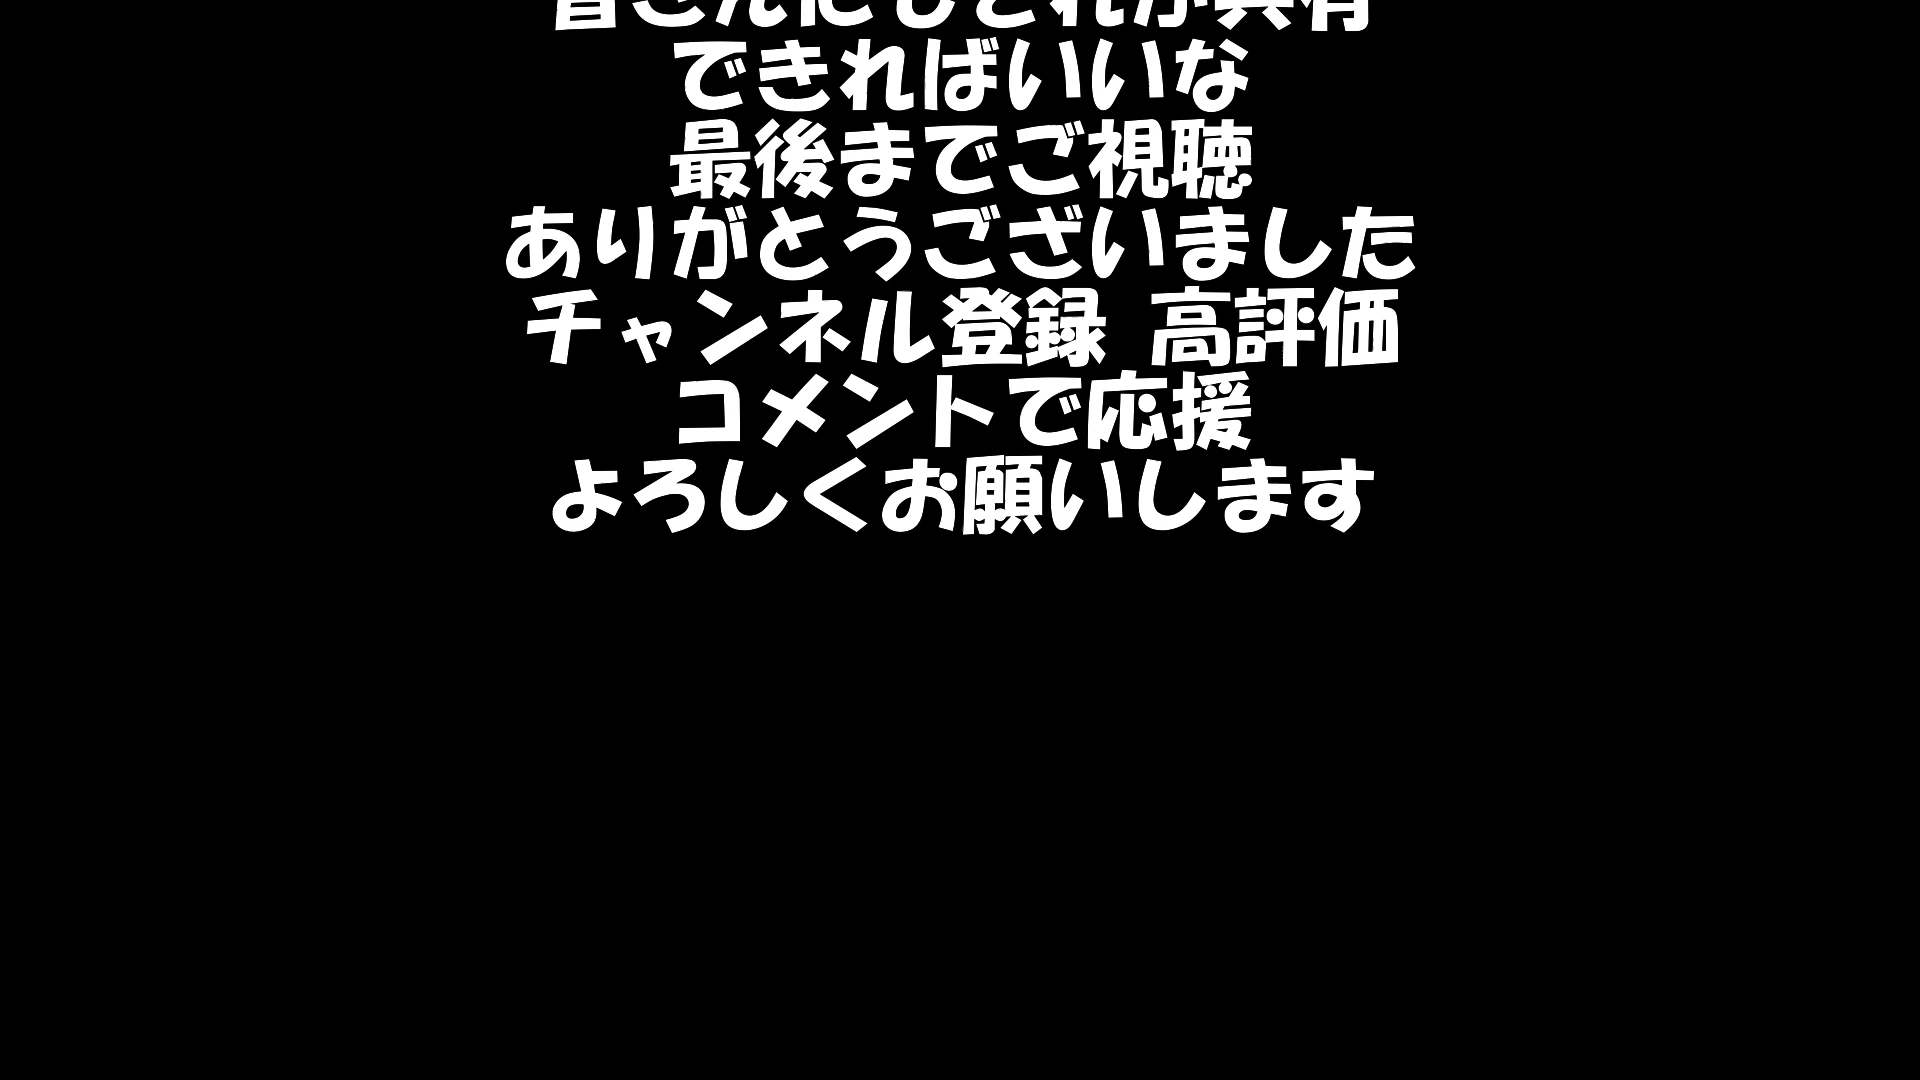 できればいいな
最後までご視聴
ありがとうございました
チャンネル登録 高評価
コメントで応援
よろしくお願いします